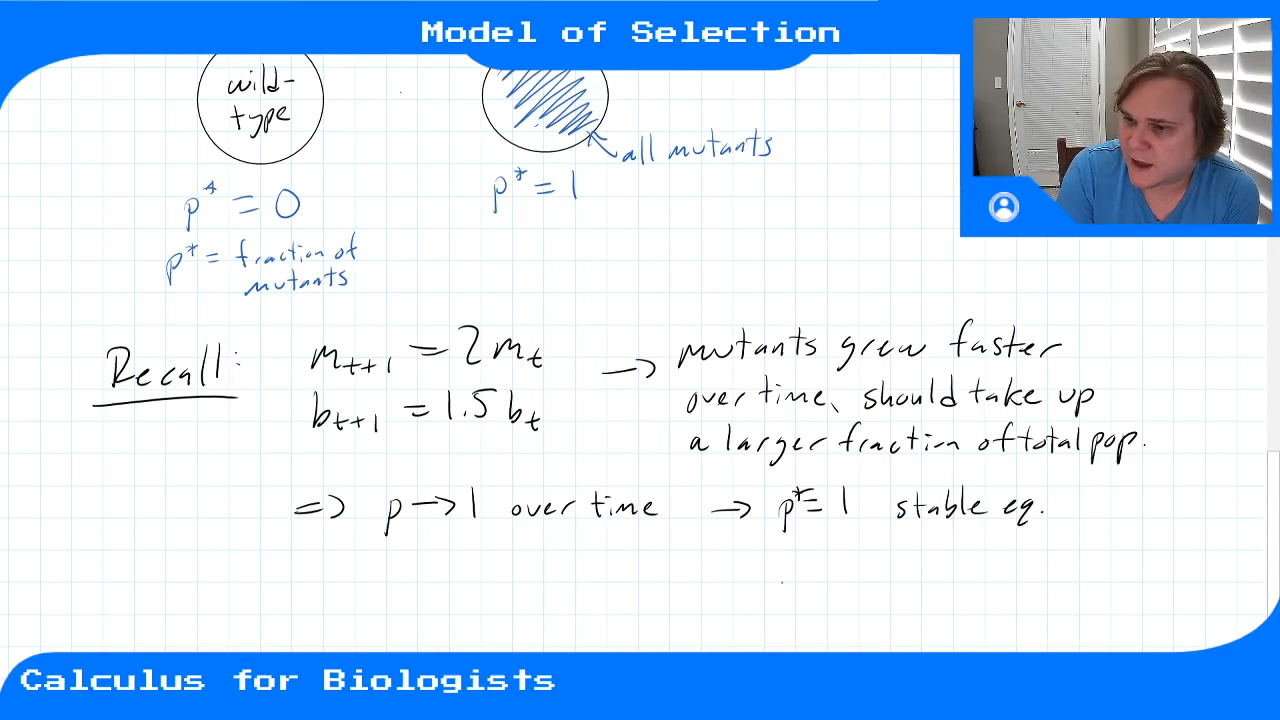 Model of Selection
wild-
type
all mutants
p* = 0
p* = 1
p* = fraction of
mutants
Recall:
m_{t+1} = 2m_t
b_{t+1} = 1.5 b_t
→ mutants grew faster
over time, should take up
a larger fraction of total pop.
=> p → 1 over time → p* = 1 stable eq.
Calculus for Biologists